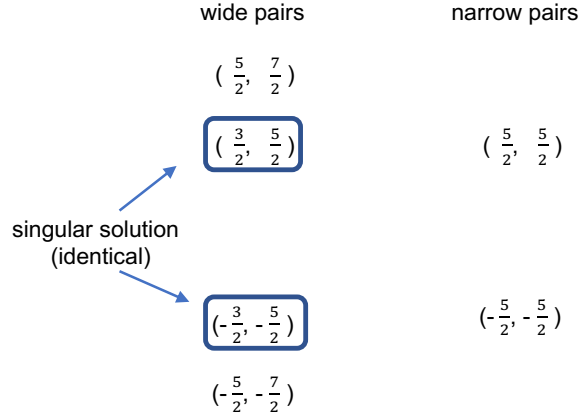 wide pairs narrow pairs
( 5/2, 7/2 )
( 3/2, 5/2 ) ( 5/2, 5/2 )
singular solution
(identical)
(- 3/2, - 5/2 ) (- 5/2, - 5/2 )
(- 5/2, - 7/2 )